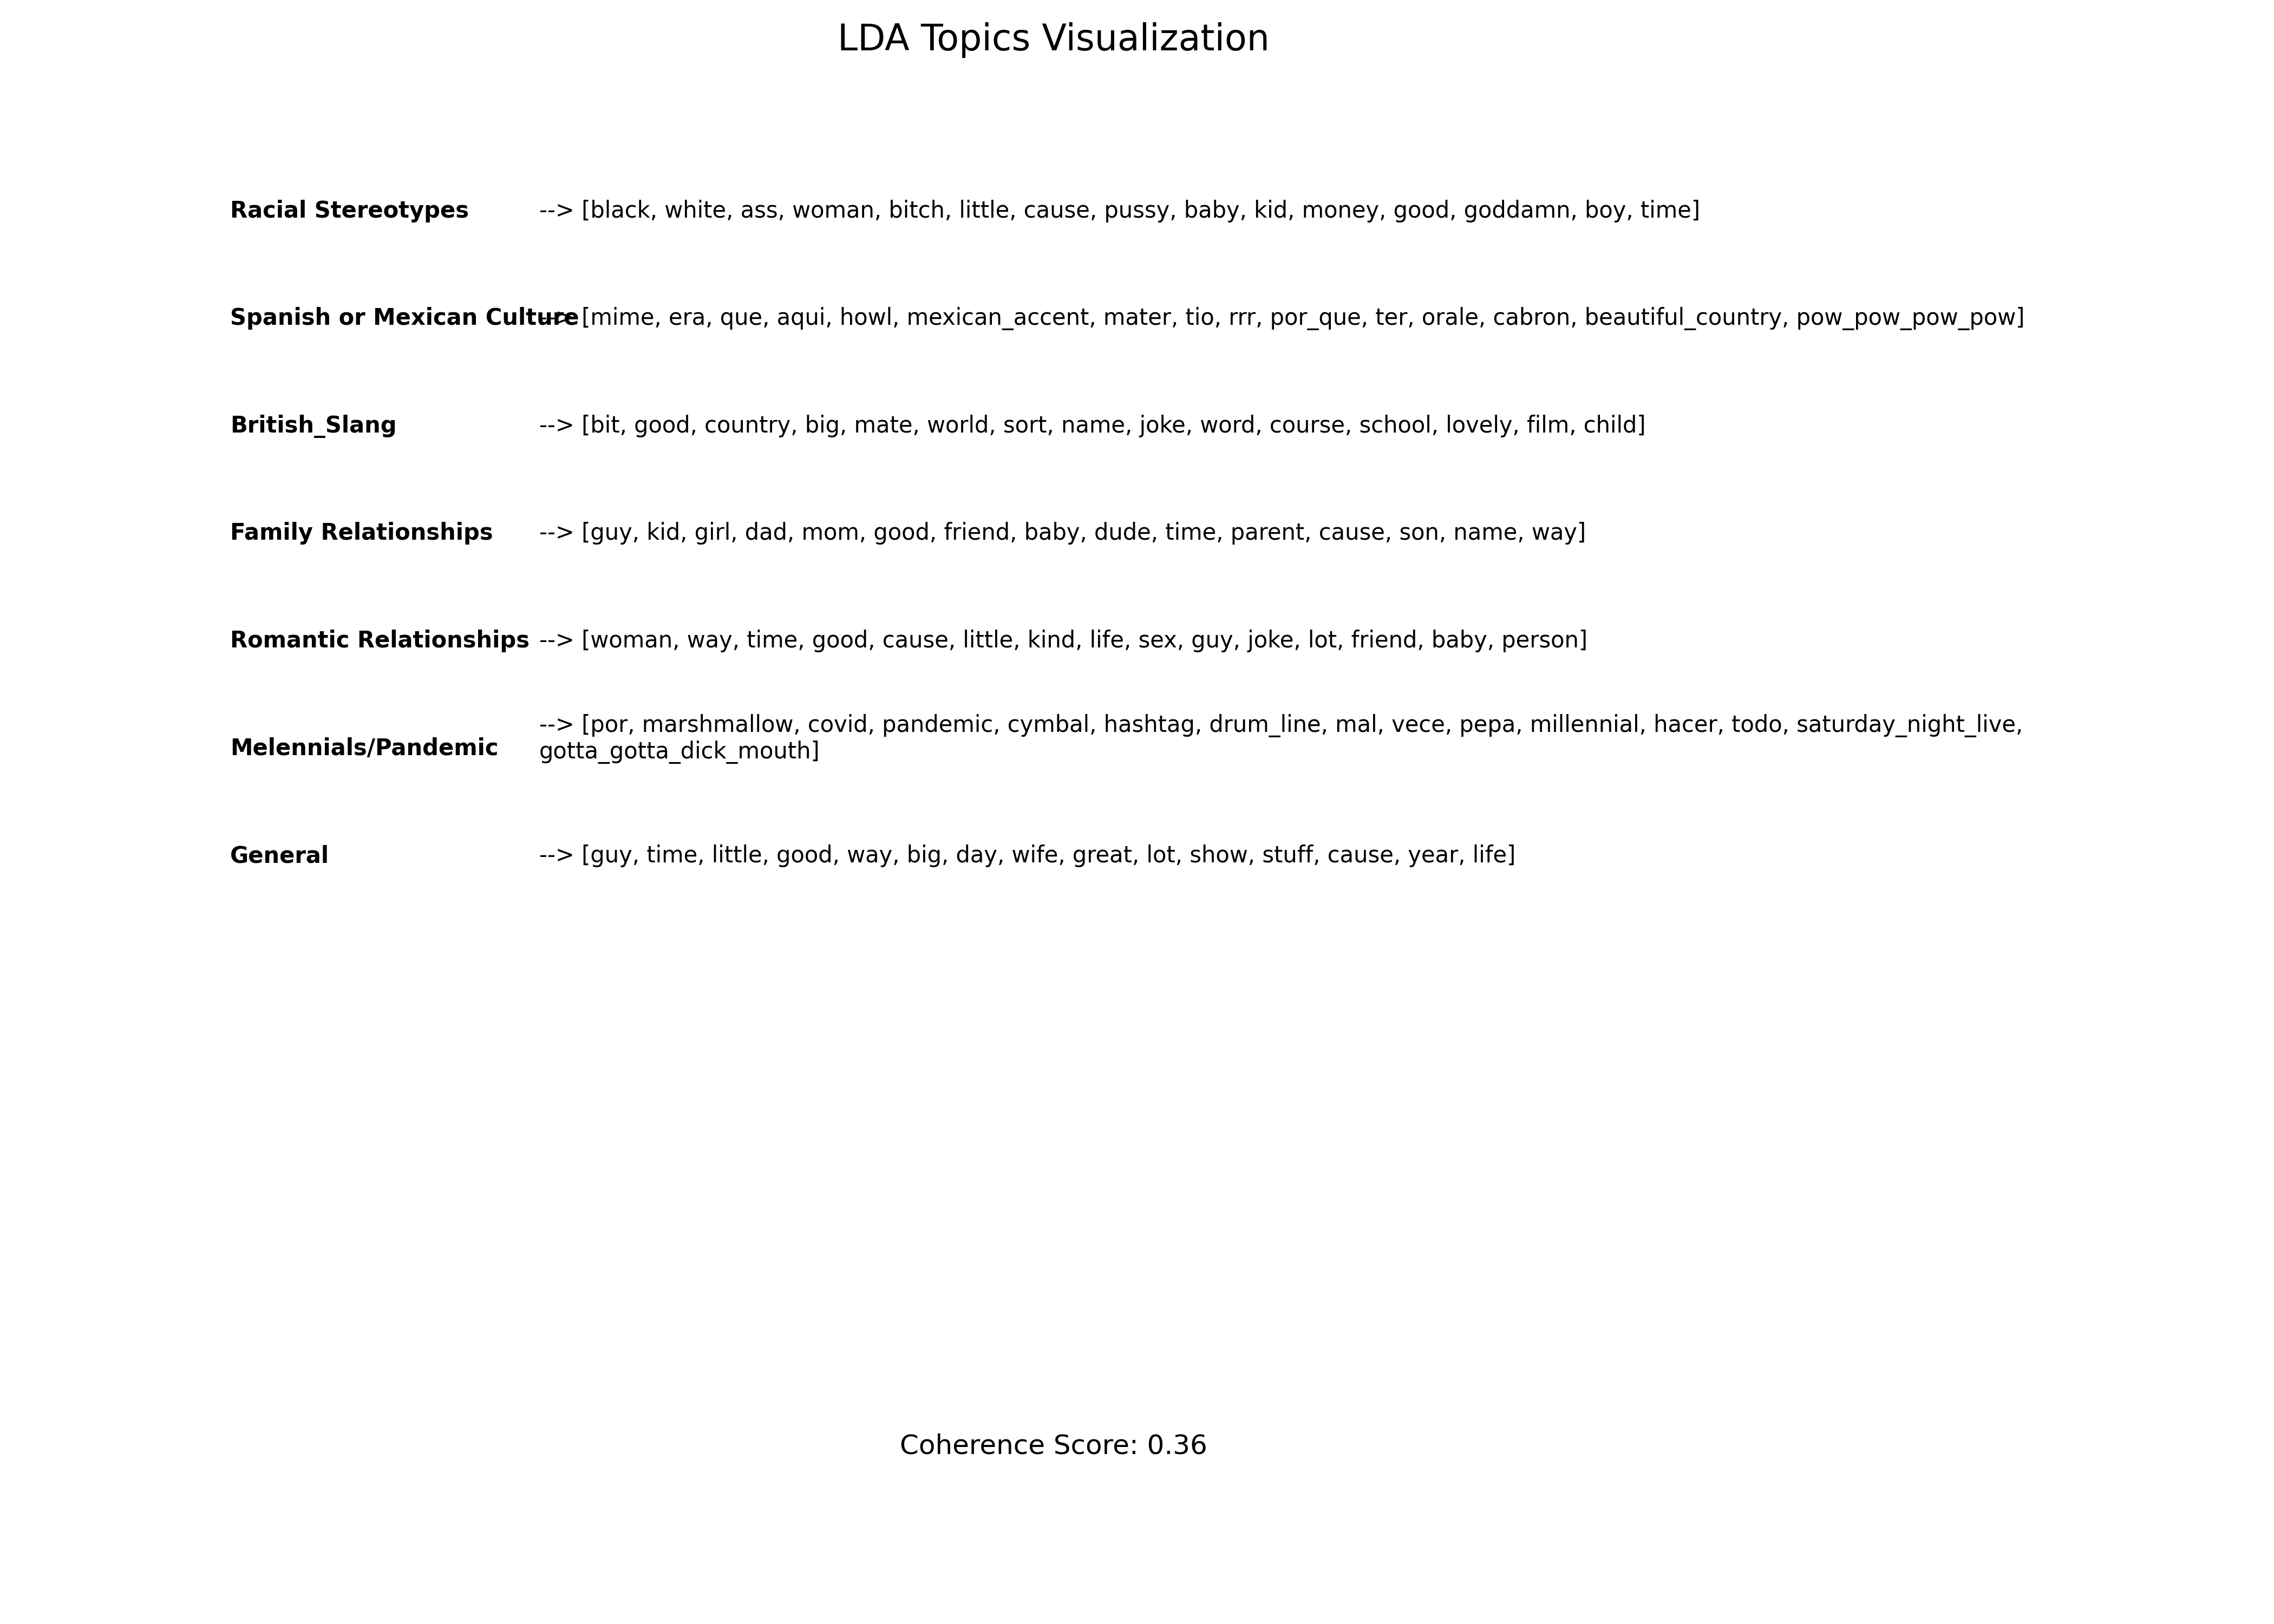 LDA Topics Visualization
Racial Stereotypes --> [black, white, ass, woman, bitch, little, cause, pussy, baby, kid, money, good, goddamn, boy, time]
Spanish or Mexican Culture --> [mime, era, que, aqui, howl, mexican_accent, mater, tio, rrr, por_que, ter, orale, cabron, beautiful_country, pow_pow_pow_pow]
British_Slang --> [bit, good, country, big, mate, world, sort, name, joke, word, course, school, lovely, film, child]
Family Relationships --> [guy, kid, girl, dad, mom, good, friend, baby, dude, time, parent, cause, son, name, way]
Romantic Relationships --> [woman, way, time, good, cause, little, kind, life, sex, guy, joke, lot, friend, baby, person]
Melennials/Pandemic --> [por, marshmallow, covid, pandemic, cymbal, hashtag, drum_line, mal, vece, pepa, millennial, hacer, todo, saturday_night_live,
gotta_gotta_dick_mouth]
General --> [guy, time, little, good, way, big, day, wife, great, lot, show, stuff, cause, year, life]
Coherence Score: 0.36